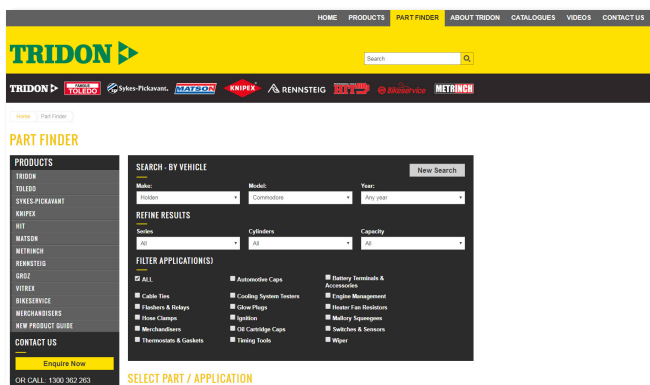 HOME PRODUCTS PART FINDER ABOUT TRIDON CATALOGUES VIDEOS CONTACT US
TRIDON
Search
TRIDON FAMOUS TOLEDO Sykes-Pickavant. MATSON KNIPEX RENNSTEIG HIT Bikeservice METRINCH
Home Part Finder
PART FINDER
PRODUCTS
TRIDON
TOLEDO
SYKES-PICKAVANT
KNIPEX
HIT
MATSON
METRINCH
RENNSTEIG
GROZ
VITREX
BIKESERVICE
MERCHANDISERS
NEW PRODUCT GUIDE
CONTACT US
Enquire Now
OR CALL: 1300 362 263
SEARCH - BY VEHICLE
New Search
Make: Model: Year:
Holden Commodore Any year
REFINE RESULTS
Series Cylinders Capacity
All All All
FILTER APPLICATION(S)
ALL Automotive Caps Battery Terminals &
Accessories
Cable Ties Cooling System Testers Engine Management
Flashers & Relays Glow Plugs Heater Fan Resistors
Hose Clamps Ignition Mallory Squeegees
Merchandisers Oil Cartridge Caps Switches & Sensors
Thermostats & Gaskets Timing Tools Wiper
SELECT PART / APPLICATION